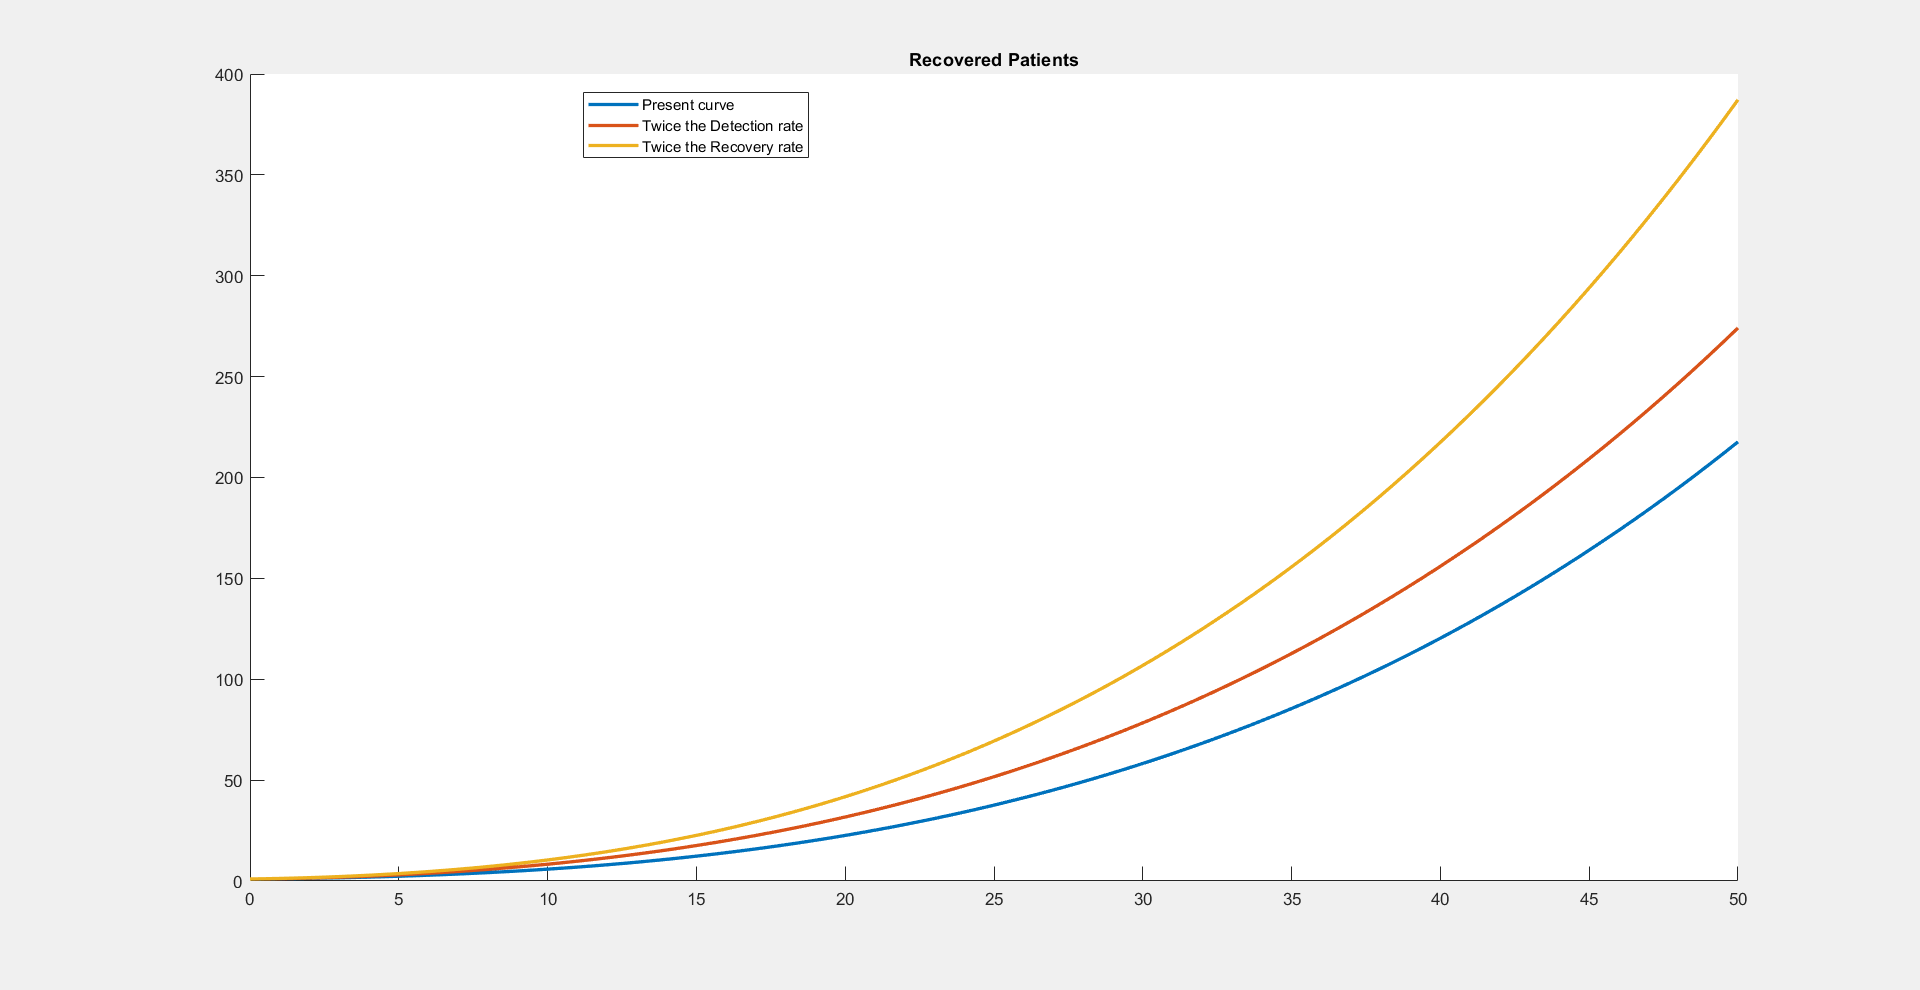 Recovered Patients
400
350
300
250
200
150
100
50
0
Present curve
Twice the Detection rate
Twice the Recovery rate
0 5 10 15 20 25 30 35 40 45 50